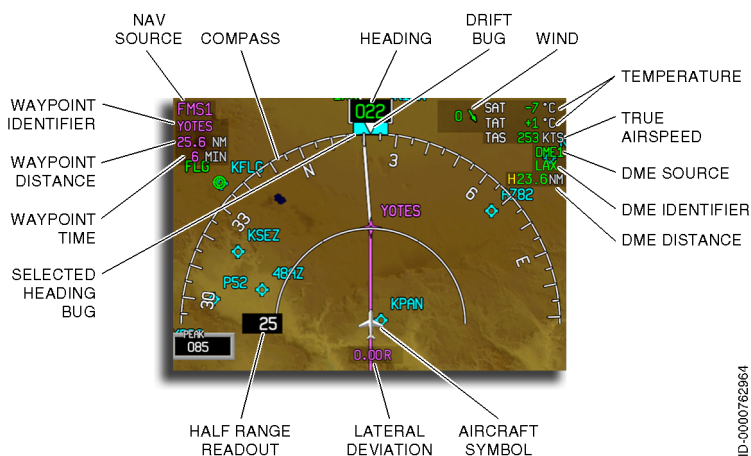 NAV
SOURCE
COMPASS
HEADING
DRIFT
BUG
WIND
TEMPERATURE
TRUE
AIRSPEED
DME SOURCE
DME IDENTIFIER
DME DISTANCE
WAYPOINT
IDENTIFIER
WAYPOINT
DISTANCE
WAYPOINT
TIME
SELECTED
HEADING
BUG
FMS1
YOTES
25.6 NM
6 MIN
FLG
KFLG
022
0
SAT -7 °C
TAT +1 °C
TAS 253 KTS
DME1
LAX
H23.6NM
N
3
6
E
33
30
YOTES
KSEZ
P52
48AZ
KPAN
25
PEAK
085
0.00R
HALF RANGE
READOUT
LATERAL
DEVIATION
AIRCRAFT
SYMBOL
ID-0000762964